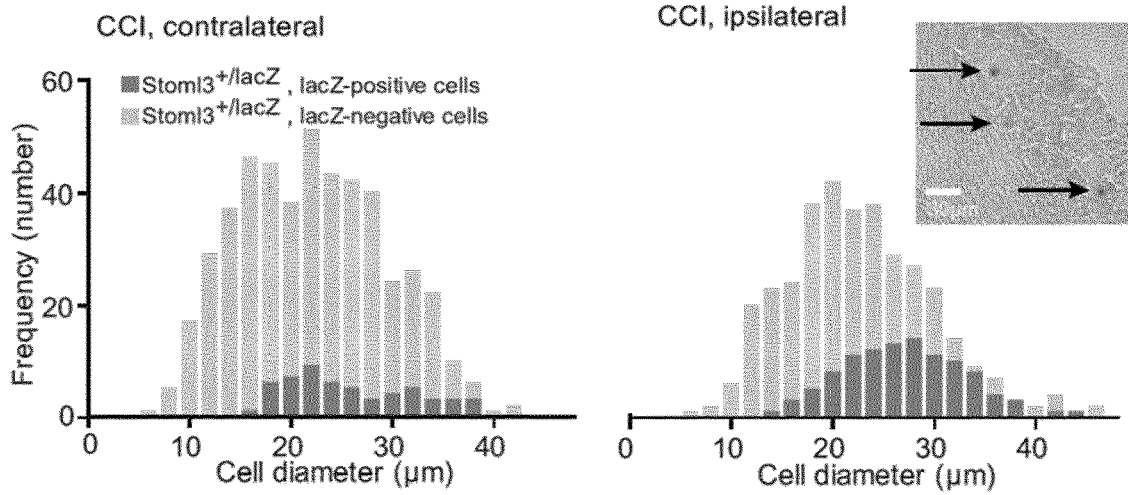 CCI, contralateral
60
40
20
0
Frequency (number)
Stoml3+/lacZ , lacZ-positive cells
Stoml3+/lacZ , lacZ-negative cells
0
10
20
30
40
Cell diameter (µm)
CCI, ipsilateral
0
10
20
30
40
Cell diameter (µm)